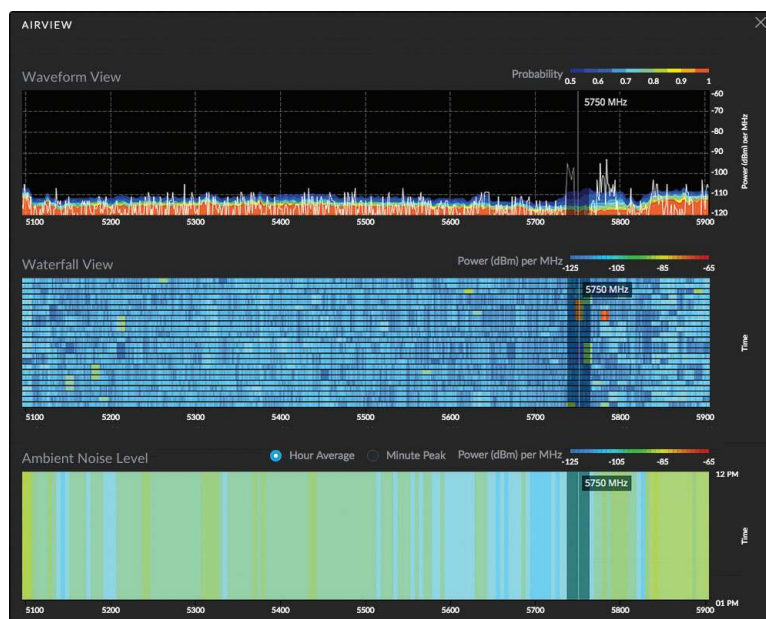 AIRVIEW
Waveform View
Probability
0.5 0.6 0.7 0.8 0.9 1
5750 MHz
-60
-70
-80
-90
-100
-110
-120
Power (dBm) per MHz
5100 5200 5300 5400 5500 5600 5700 5800 5900
Waterfall View
Power (dBm) per MHz
-125 -105 -85 -65
5750 MHz
Time
5100 5200 5300 5400 5500 5600 5700 5800 5900
Ambient Noise Level
Hour Average
Minute Peak
Power (dBm) per MHz
-125 -105 -85 -65
5750 MHz
12 PM
Time
01 PM
5100 5200 5300 5400 5500 5600 5700 5800 5900